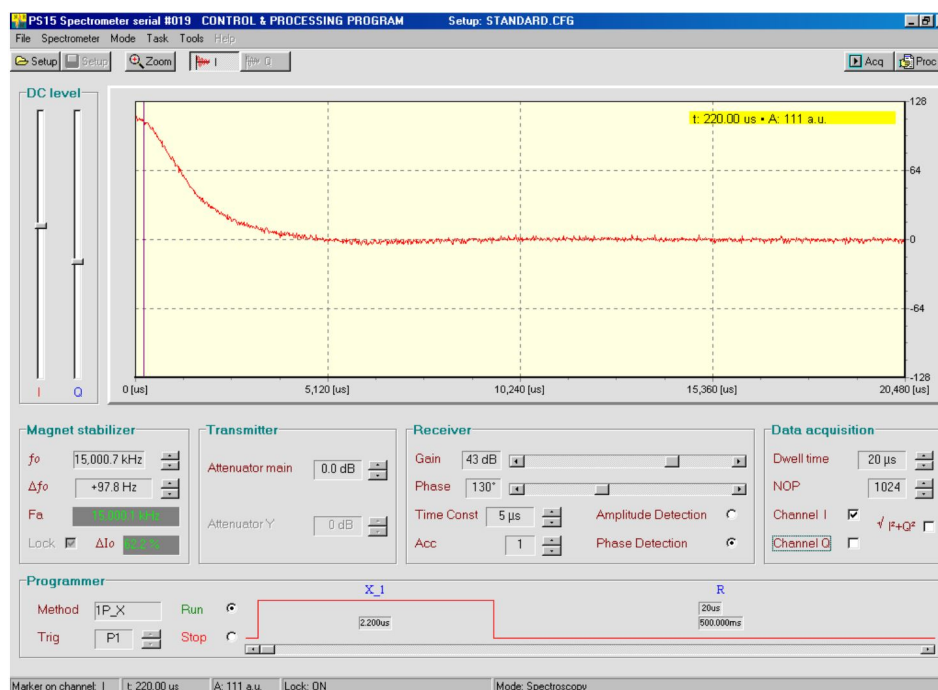 PS15 Spectrometer serial #019 CONTROL & PROCESSING PROGRAM Setup: STANDARD.CFG
File Spectrometer Mode Task Tools Help
Setup Setup Zoom I Q Acq Proc
DC level
t: 220.00 us • A: 111 a.u.
128
64
0
-64
-128
0 [us] 5,120 [us] 10,240 [us] 15,360 [us] 20,480 [us]
I Q
Magnet stabilizer
fo 15,000.7 kHz
Δfo +97.8 Hz
Fa 15,000.1 kHz
Lock ΔIo 62.2 %
Transmitter
Attenuator main 0.0 dB
Attenuator Y 0 dB
Receiver
Gain 43 dB
Phase 130°
Time Const 5 µs Amplitude Detection
Acc 1 Phase Detection
Data acquisition
Dwell time 20 µs
NOP 1024
Channel I √ I²+Q²
Channel Q
Programmer
Method 1P_X Run
Trig P1 Stop
X_1 R
2.200us
20us
500.000ms
Marker on channel: I t: 220.00 us A: 111 a.u. Lock: ON Mode: Spectroscopy